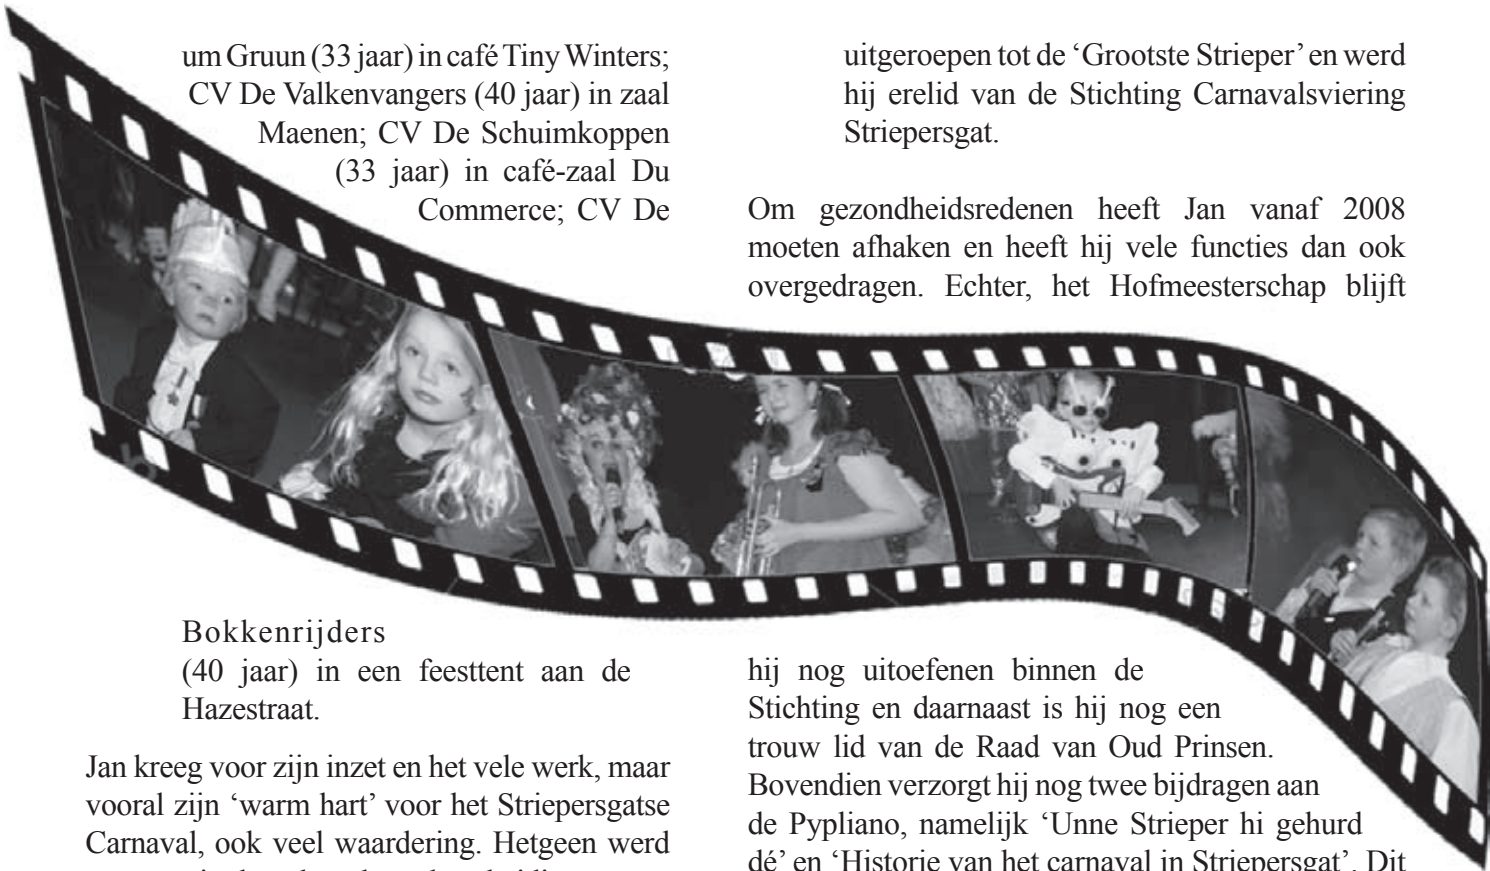 um Gruun (33 jaar) in café Tiny Winters;
CV De Valkenvangers (40 jaar) in zaal
Maenen; CV De Schuimkoppen
(33 jaar) in café-zaal Du
Commerce; CV De
Bokkenrijders
(40 jaar) in een feesttent aan de
Hazestraat.
Jan kreeg voor zijn inzet en het vele werk, maar
vooral zijn ‘warm hart’ voor het Striepersgatse
Carnaval, ook veel waardering. Hetgeen werd
uitgeroepen tot de ‘Grootste Strieper’ en werd
hij erelid van de Stichting Carnavalsviering
Striepersgat.
Om gezondheidsredenen heeft Jan vanaf 2008
moeten afhaken en heeft hij vele functies dan ook
overgedragen. Echter, het Hofmeesterschap blijft
hij nog uitoefenen binnen de
Stichting en daarnaast is hij nog een
trouw lid van de Raad van Oud Prinsen.
Bovendien verzorgt hij nog twee bijdragen aan
de Pypliano, namelijk ‘Unne Strieper hi gehurd
dé’ en ‘Historie van het carnaval in Striepersgat’. Dit